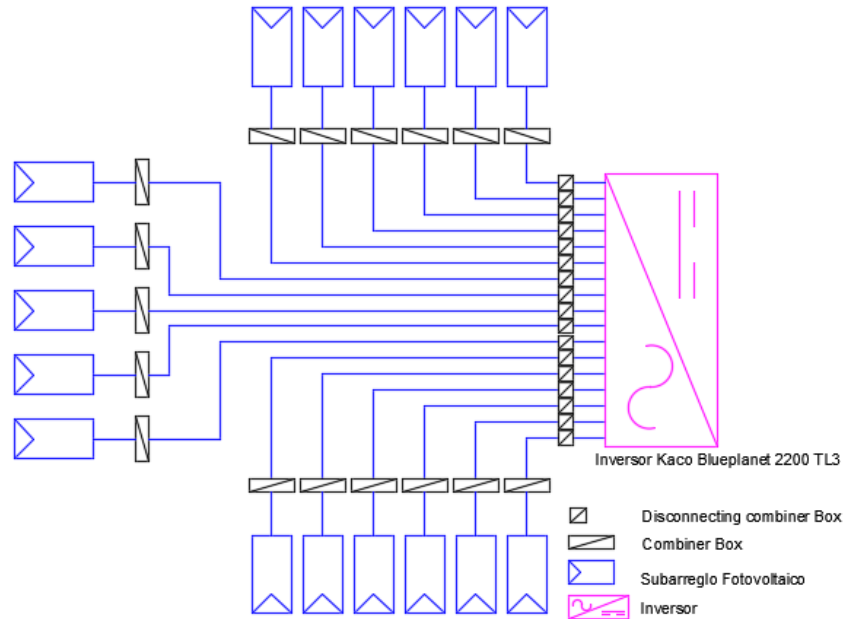 Inversor Kaco Blueplanet 2200 TL3
Disconnecting combiner Box
Combiner Box
Subarreglo Fotovoltaico
Inversor